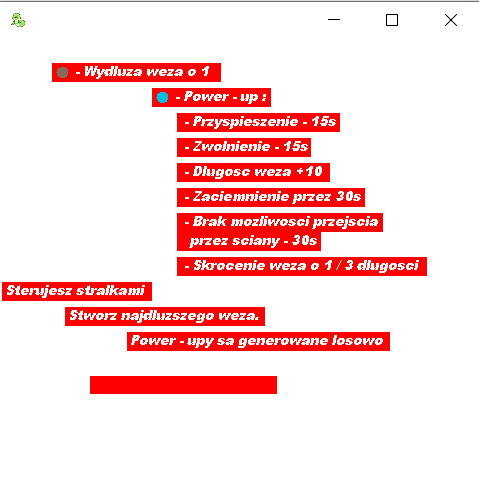 - Wydluza weza o 1
- Power - up :
- Przyspieszenie - 15s
- Zwolnienie - 15s
- Dlugosc weza +10
- Zaciemnienie przez 30s
- Brak mozliwosci przejscia
przez sciany - 30s
- Skrocenie weza o 1 / 3 dlugosci
Sterujesz stralkami
Stworz najdluzszego weza.
Power - upy sa generowane losowo